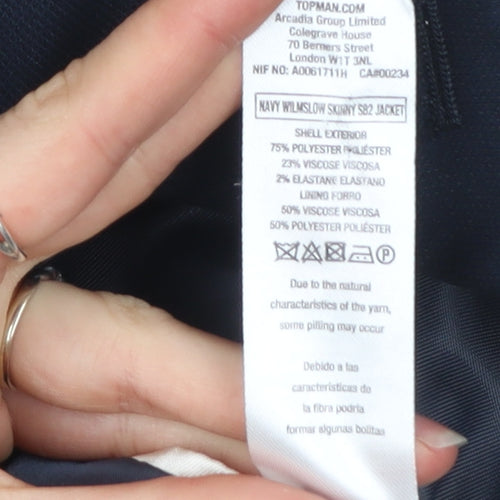 TOPMAN.COM
Arcadia Group Limited
Colegrave House
70 Berners Street
London W1T 3NL
NIF NO: A0061711H CA#00234
NAVY WILMSLOW SKINNY SB2 JACKET
SHELL EXTERIOR
75% POLYESTER POLIÉSTER
23% VISCOSE VISCOSA
2% ELASTANE ELASTANO
LINING FORRO
50% VISCOSE VISCOSA
50% POLYESTER POLIÉSTER
P
Due to the natural
characteristics of the yarn,
some pilling may occur
Debido a las
características de
la fibra podría
formar algunas bolitas